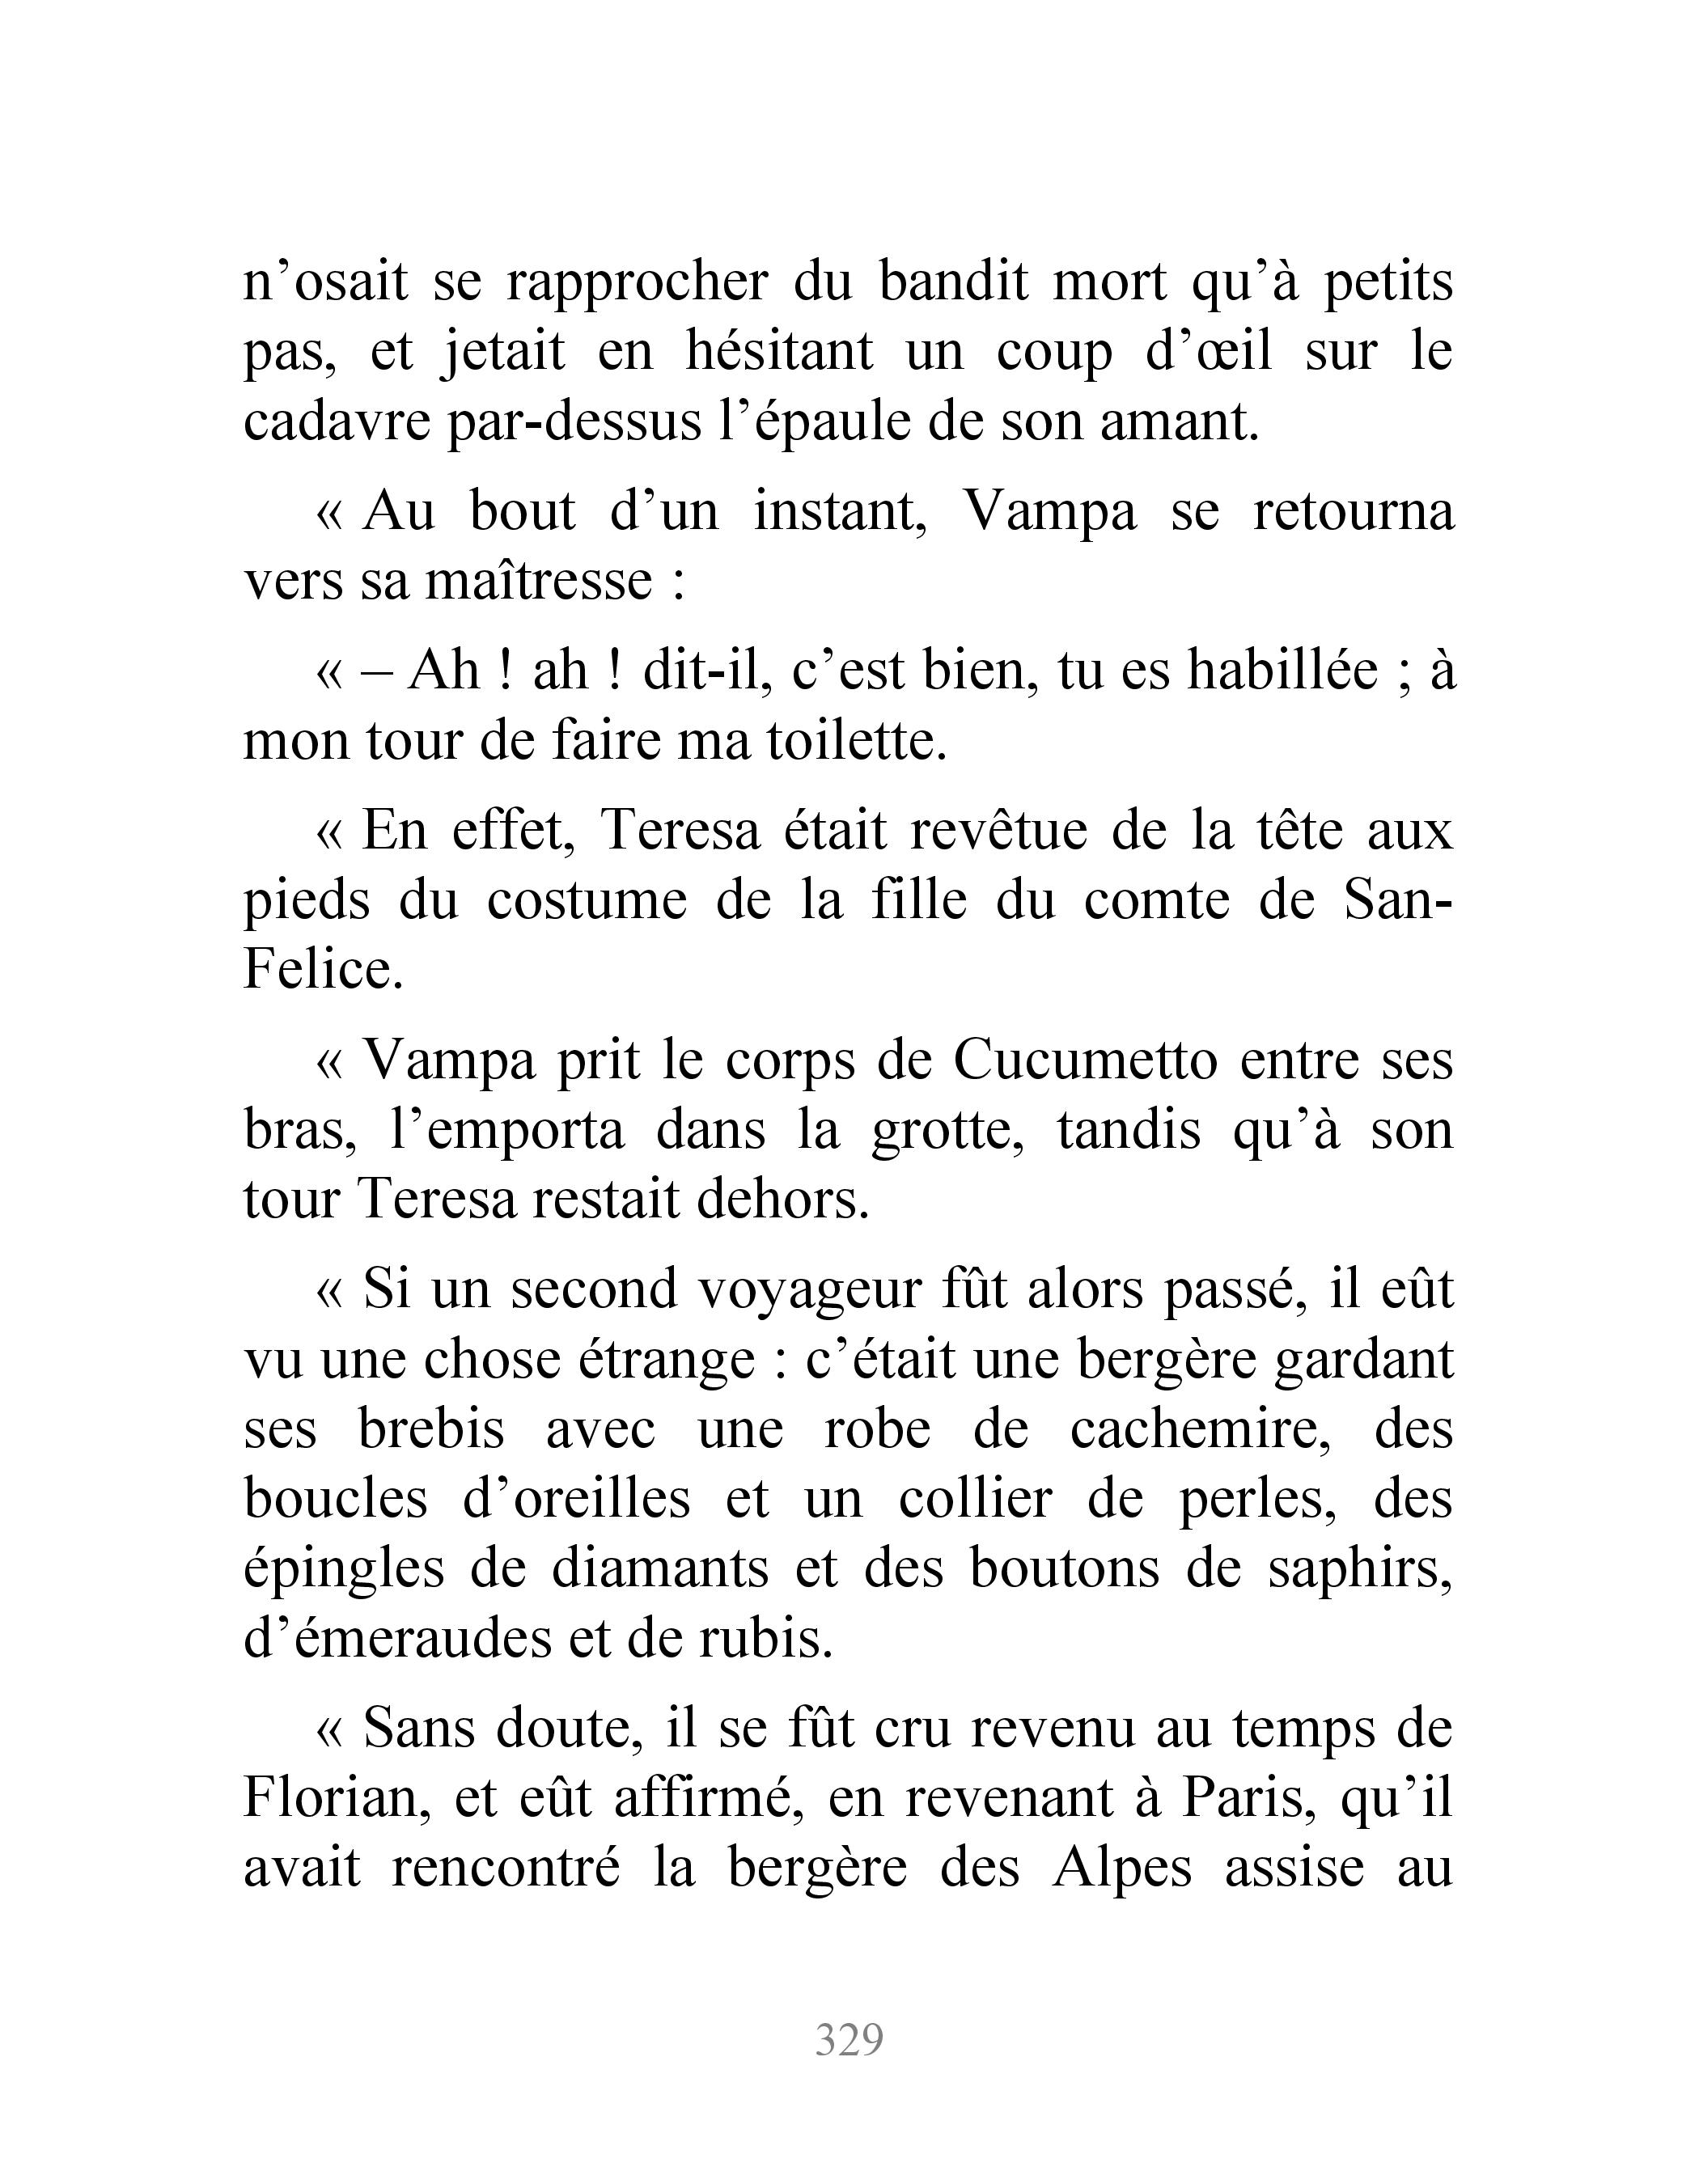 n’osait se rapprocher du bandit mort qu’à petits
pas, et jetait en hésitant un coup d’œil sur le
cadavre par-dessus l’épaule de son amant.
« Au bout d’un instant, Vampa se retourna
vers sa maîtresse :
« – Ah ! ah ! dit-il, c’est bien, tu es habillée ; à
mon tour de faire ma toilette.
« En effet, Teresa était revêtue de la tête aux
pieds du costume de la fille du comte de San-
Felice.
« Vampa prit le corps de Cucumetto entre ses
bras, l’emporta dans la grotte, tandis qu’à son
tour Teresa restait dehors.
« Si un second voyageur fût alors passé, il eût
vu une chose étrange : c’était une bergère gardant
ses brebis avec une robe de cachemire, des
boucles d’oreilles et un collier de perles, des
épingles de diamants et des boutons de saphirs,
d’émeraudes et de rubis.
« Sans doute, il se fût cru revenu au temps de
Florian, et eût affirmé, en revenant à Paris, qu’il
avait rencontré la bergère des Alpes assise au
329